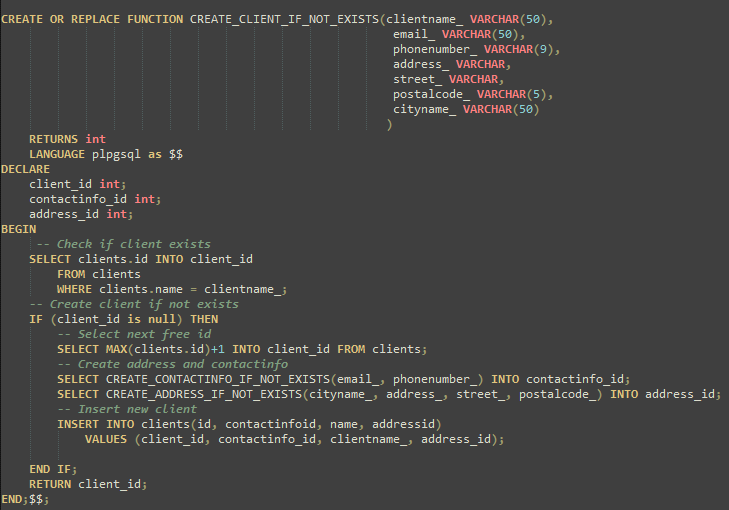 CREATE OR REPLACE FUNCTION CREATE_CLIENT_IF_NOT_EXISTS(clientname_ VARCHAR(50),
                                                        email_ VARCHAR(50),
                                                        phonenumber_ VARCHAR(9),
                                                        address_ VARCHAR,
                                                        street_ VARCHAR,
                                                        postalcode_ VARCHAR(5),
                                                        cityname_ VARCHAR(50)
                                                       )
    RETURNS int
    LANGUAGE plpgsql as $$
DECLARE
    client_id int;
    contactinfo_id int;
    address_id int;
BEGIN
     -- Check if client exists
    SELECT clients.id INTO client_id
        FROM clients
        WHERE clients.name = clientname_;
    -- Create client if not exists
    IF (client_id is null) THEN
        -- Select next free id
        SELECT MAX(clients.id)+1 INTO client_id FROM clients;
        -- Create address and contactinfo
        SELECT CREATE_CONTACTINFO_IF_NOT_EXISTS(email_, phonenumber_) INTO contactinfo_id;
        SELECT CREATE_ADDRESS_IF_NOT_EXISTS(cityname_, address_, street_, postalcode_) INTO address_id;
        -- Insert new client
        INSERT INTO clients(id, contactinfoid, name, addressid)
            VALUES (client_id, contactinfo_id, clientname_, address_id);
    END IF;
    RETURN client_id;
END;$$;